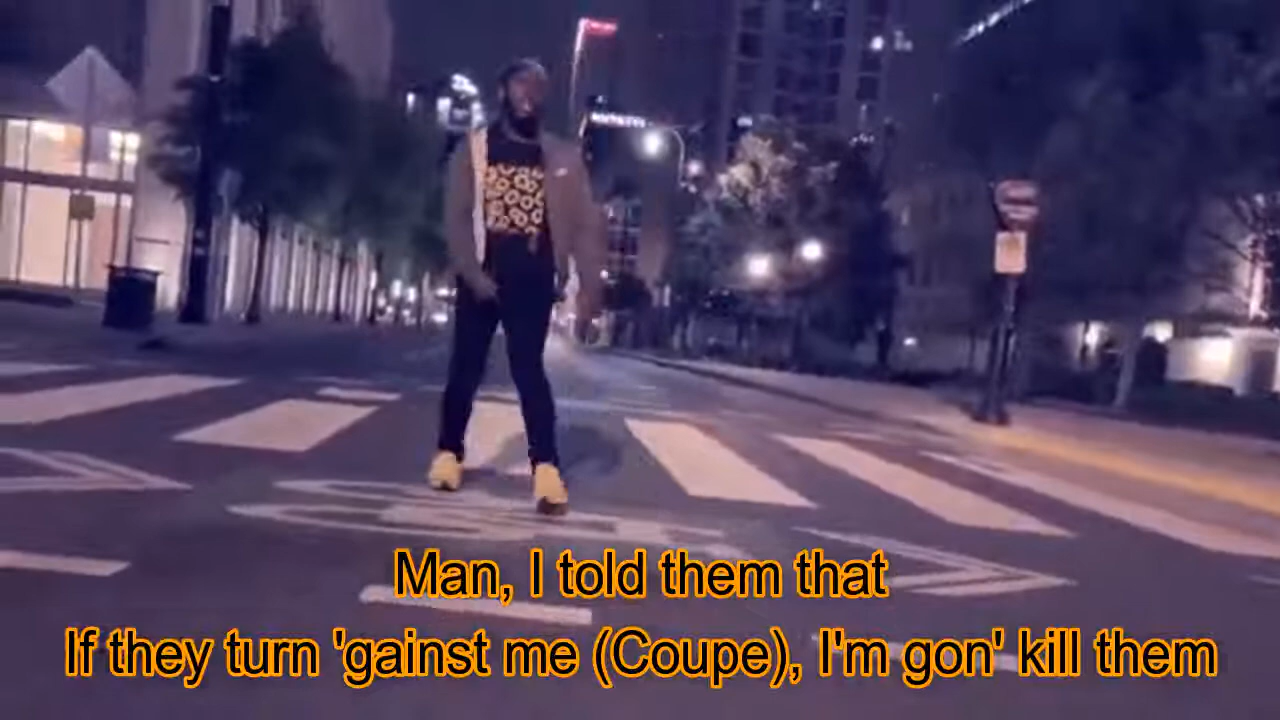 Man, I told them that
If they turn 'gainst me (Coupe), I'm gon' kill them